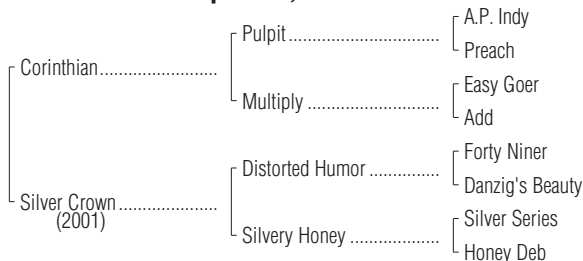 A.P. Indy
Pulpit
Preach
Corinthian
Easy Goer
Multiply
Add
Forty Niner
Distorted Humor
Danzig's Beauty
Silver Crown
(2001)
Silver Series
Silvery Honey
Honey Deb